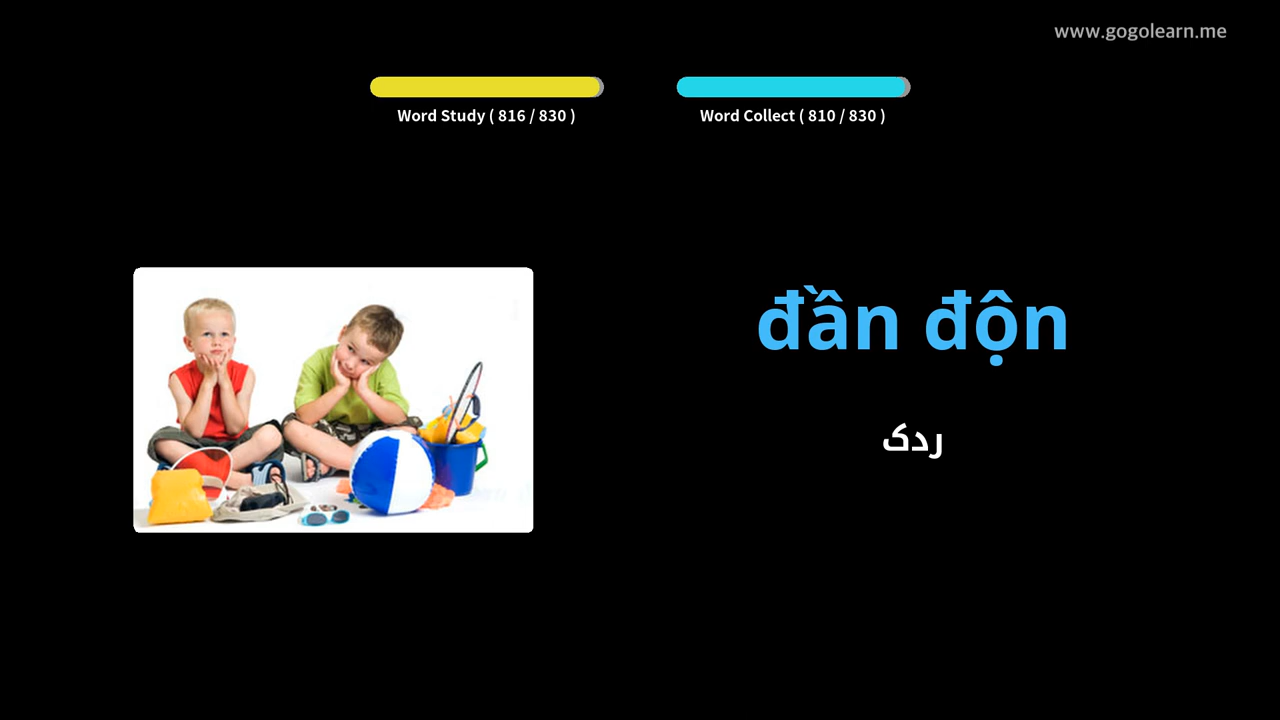 www.gogolearn.me
Word Study ( 816 / 830 )
Word Collect ( 810 / 830 )
đần độn
ردک